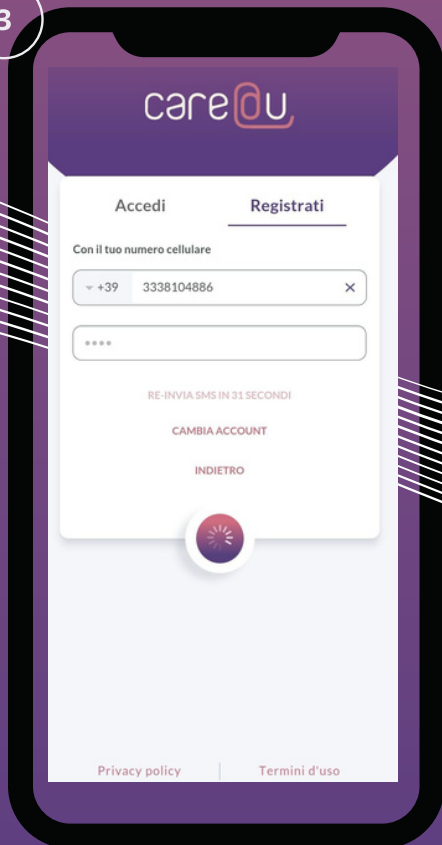 3
care@u
Accedi Registrati
Con il tuo numero cellulare
+39 3338104886 ×
RE-INVIA SMS IN 31 SECONDI
CAMBIA ACCOUNT
INDIETRO
Privacy policy Termini d'uso